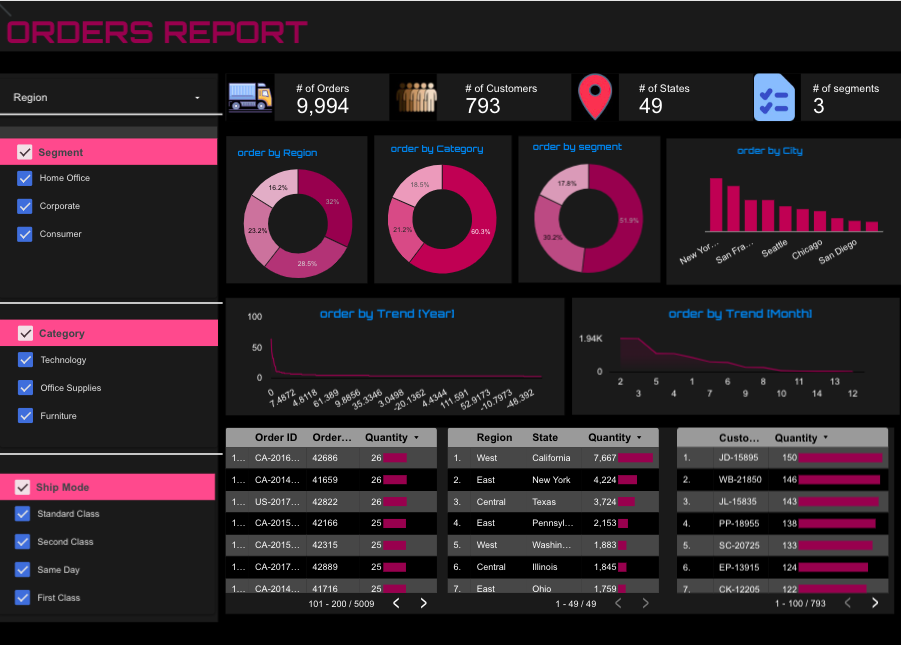 ORDERS REPORT
Region
# of Orders
9,994
# of Customers
793
# of States
49
# of segments
3
Segment
Home Office
Corporate
Consumer
Category
Technology
Office Supplies
Furniture
Ship Mode
Standard Class
Second Class
Same Day
First Class
order by Region
16.2%
32%
23.2%
28.5%
order by Category
18.5%
21.2%
60.3%
order by segment
17.8%
51.9%
30.2%
order by City
New Yor...
San Fra...
Seattle
Chicago
San Diego
order by Trend [Year]
100
50
0
0
7.4872
4.8118
61.389
9.8856
35.3346
3.0498
-20.1362
4.4344
111.591
52.9173
-10.7973
-48.392
order by Trend [Month]
1.94K
0
2 5 1 6 8 11 13
3 4 7 9 10 14 12
Order ID Order... Quantity
1... CA-2016... 42686 26
1... CA-2014... 41659 26
1... US-2017... 42822 26
1... CA-2015... 42166 25
1... CA-2015... 42315 25
1... CA-2017... 42889 25
1... CA-2014... 41716 25
101 - 200 / 5009
Region State Quantity
1. West California 7,667
2. East New York 4,224
3. Central Texas 3,724
4. East Pennsyl... 2,153
5. West Washin... 1,883
6. Central Illinois 1,845
7. East Ohio 1,759
1 - 49 / 49
Custo... Quantity
1. JD-15895 150
2. WB-21850 146
3. JL-15835 143
4. PP-18955 138
5. SC-20725 133
6. EP-13915 124
7. CK-12205 122
1 - 100 / 793